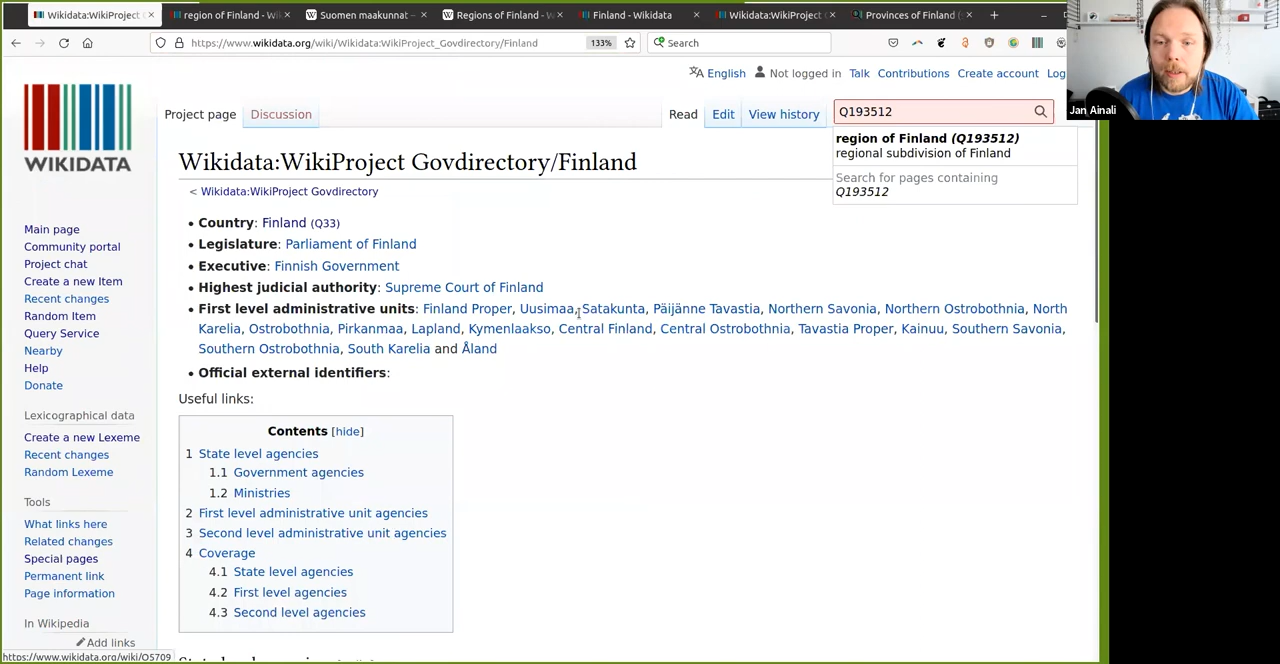 Wikidata:WikiProject G
region of Finland - Wik
Suomen maakunnat –
Regions of Finland - W
Finland - Wikidata
Wikidata:WikiProject
Provinces of Finland (
https://www.wikidata.org/wiki/Wikidata:WikiProject_Govdirectory/Finland
133%
Search
Jan Ainali
English
Not logged in
Talk
Contributions
Create account
Log
Project page
Discussion
Read
Edit
View history
Q193512
region of Finland (Q193512)
regional subdivision of Finland
Search for pages containing
Q193512
WIKIDATA
Main page
Community portal
Project chat
Create a new Item
Recent changes
Random Item
Query Service
Nearby
Help
Donate
Lexicographical data
Create a new Lexeme
Recent changes
Random Lexeme
Tools
What links here
Related changes
Special pages
Permanent link
Page information
In Wikipedia
Add links
Wikidata:WikiProject Govdirectory/Finland
< Wikidata:WikiProject Govdirectory
• Country: Finland (Q33)
• Legislature: Parliament of Finland
• Executive: Finnish Government
• Highest judicial authority: Supreme Court of Finland
• First level administrative units: Finland Proper, Uusimaa, Satakunta, Päijänne Tavastia, Northern Savonia, Northern Ostrobothnia, North
Karelia, Ostrobothnia, Pirkanmaa, Lapland, Kymenlaakso, Central Finland, Central Ostrobothnia, Tavastia Proper, Kainuu, Southern Savonia,
Southern Ostrobothnia, South Karelia and Åland
• Official external identifiers:
Useful links:
Contents [hide]
1 State level agencies
1.1 Government agencies
1.2 Ministries
2 First level administrative unit agencies
3 Second level administrative unit agencies
4 Coverage
4.1 State level agencies
4.2 First level agencies
4.3 Second level agencies
https://www.wikidata.org/wiki/Q5709